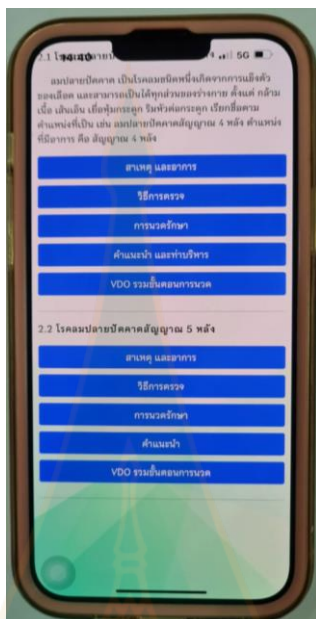 14:40 5G
2.1 โรคลมปลายปัตคาต
ลมปลายปัตคาต เป็นโรคลมชนิดหนึ่งเกิดจากการแข็งตัว
ของเลือด และสามารถเป็นได้ทุกส่วนของร่างกาย ตั้งแต่ กล้าม
เนื้อ เส้นเอ็น เยื่อหุ้มกระดูก ริมหัวต่อกระดูก เรียกชื่อตาม
ตำแหน่งที่เป็น เช่น ลมปลายปัตคาตสัญญาณ 4 หลัง ตำแหน่ง
ที่มีอาการ คือ สัญญาณ 4 หลัง
สาเหตุ และอาการ
วิธีการตรวจ
การนวดรักษา
คำแนะนำ และท่าบริหาร
VDO รวมขั้นตอนการนวด
2.2 โรคลมปลายปัตคาตสัญญาณ 5 หลัง
สาเหตุ และอาการ
วิธีการตรวจ
การนวดรักษา
คำแนะนำ
VDO รวมขั้นตอนการนวด